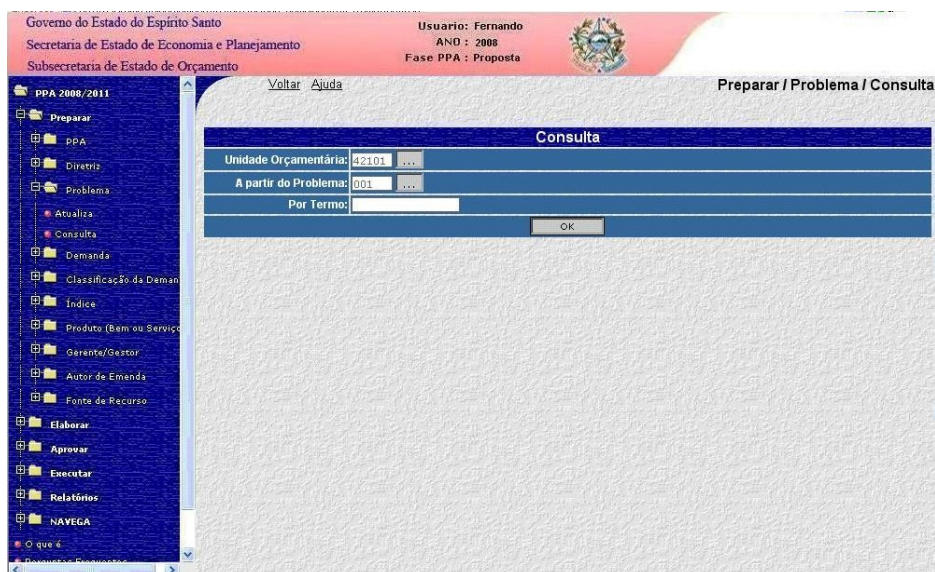 Governo do Estado do Espírito Santo
Secretaria de Estado de Economia e Planejamento
Subsecretaria de Estado de Orçamento
Usuario: Fernando
ANO : 2008
Fase PPA : Proposta
Voltar Ajuda
Preparar / Problema / Consulta
PPA 2008/2011
Preparar
PPA
Diretriz
Problema
Atualiza
Consulta
Demanda
Classificação da Deman
Índice
Produto (Bem ou Serviço
Gerente/Gestor
Autor de Emenda
Fonte de Recurso
Elaborar
Aprovar
Executar
Relatórios
NAVEGA
O que é
Perguntas Frequentes
Consulta
Unidade Orçamentária: 42101 ...
A partir do Problema: 001 ...
Por Termo:
OK